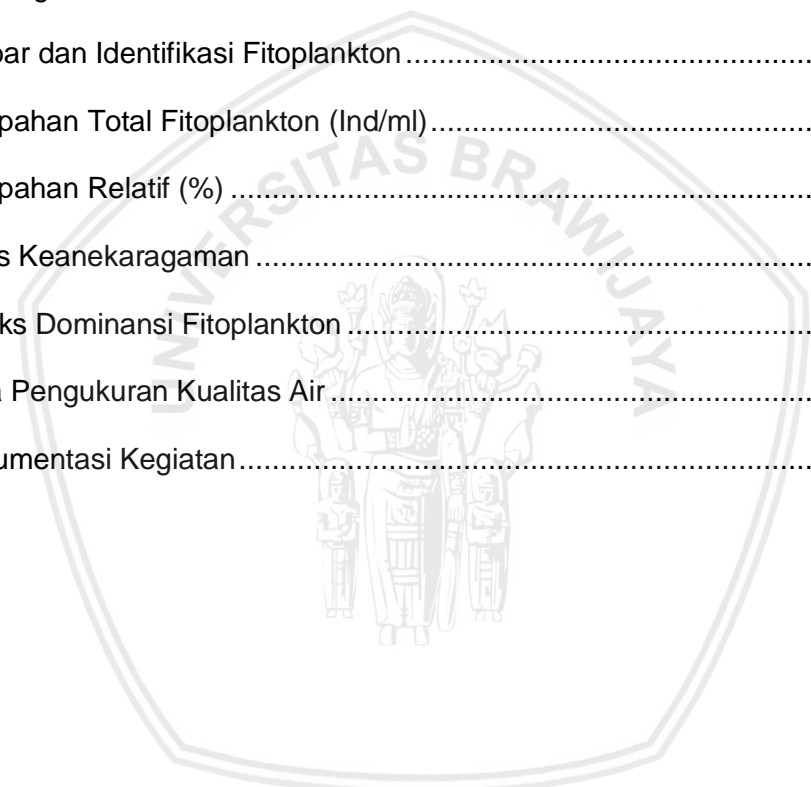 bar dan Identifikasi Fitoplankton
pahan Total Fitoplankton (Ind/ml)
pahan Relatif (%)
s Keanekaragaman
ks Dominansi Fitoplankton
Pengukuran Kualitas Air
umentasi Kegiatan
UNIVERSITAS BRAWIJAYA